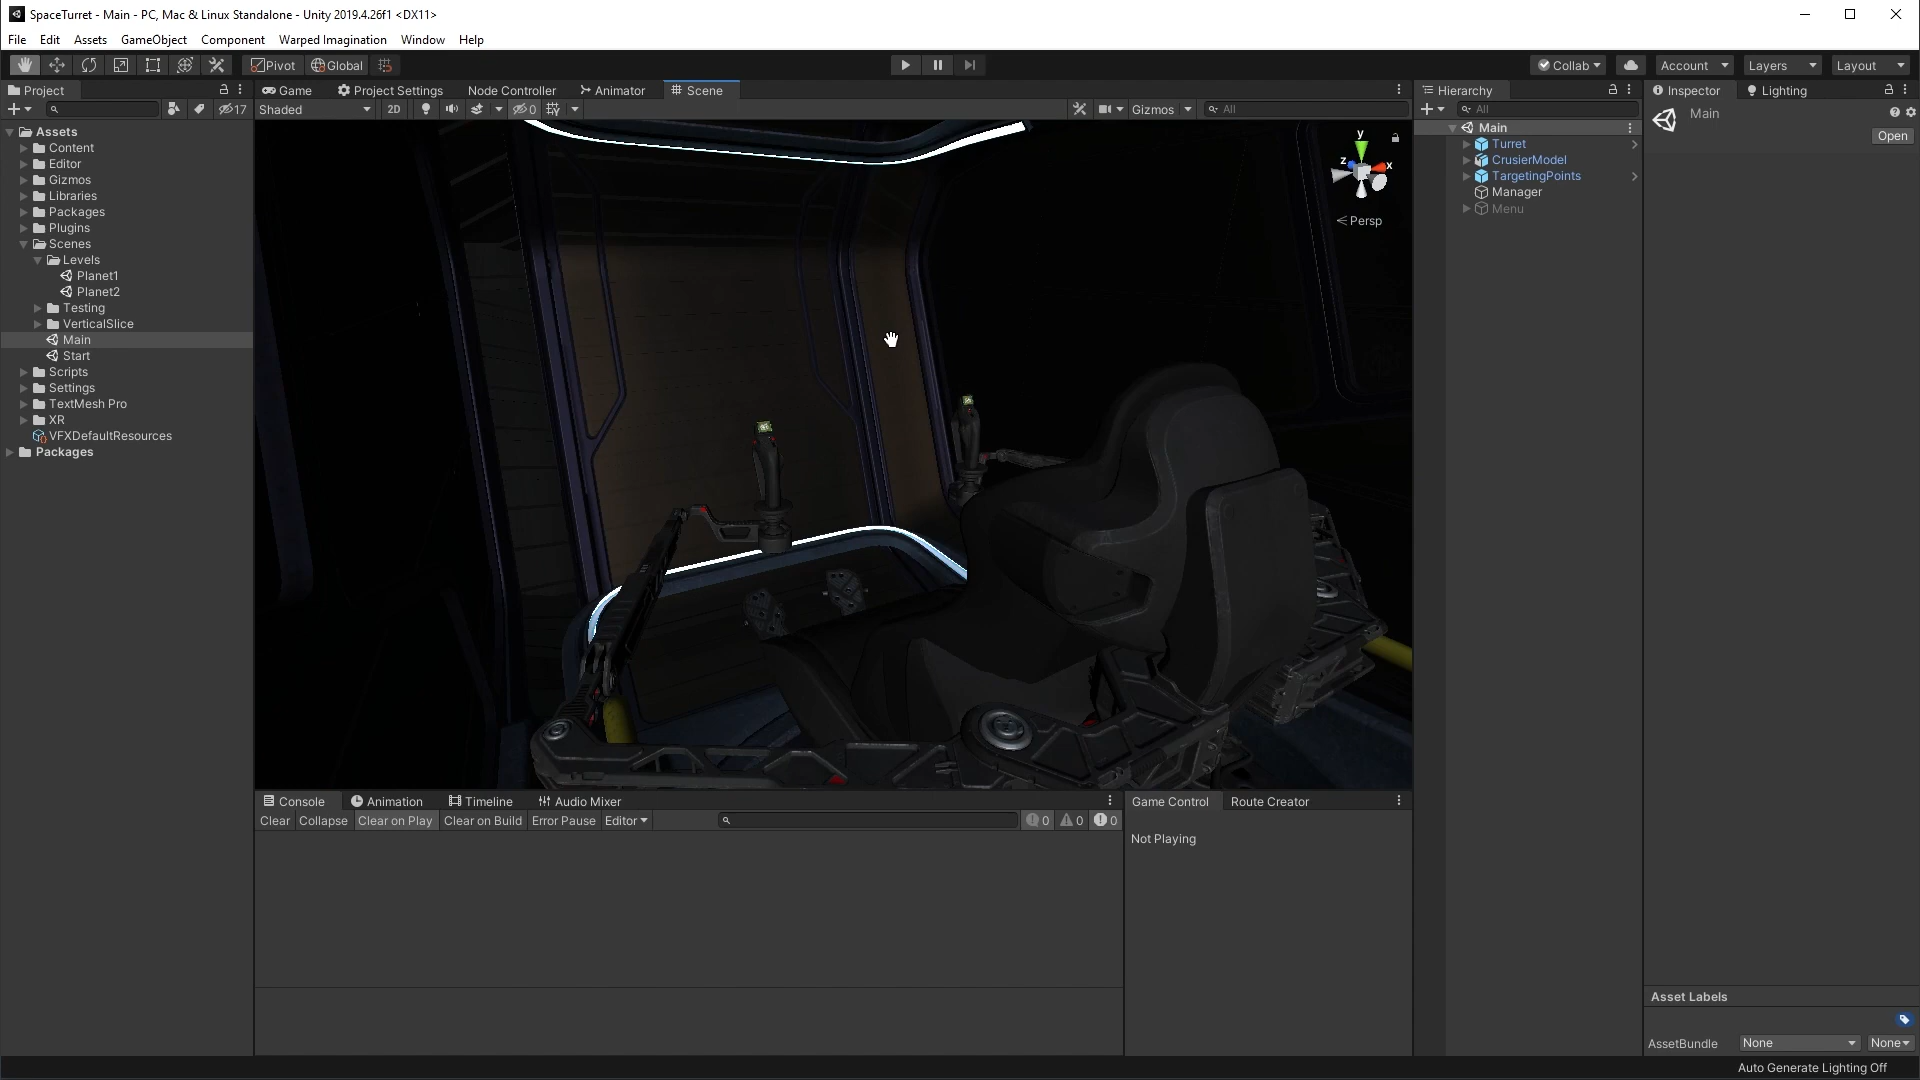 SpaceTurret - Main - PC, Mac & Linux Standalone - Unity 2019.4.26f1 <DX11>
File Edit Assets GameObject Component Warped Imagination Window Help
Pivot Global Collab Account Layers Layout
Project
17
Assets
Content
Editor
Gizmos
Libraries
Packages
Plugins
Scenes
Levels
Planet1
Planet2
Testing
VerticalSlice
Main
Start
Scripts
Settings
TextMesh Pro
XR
VFXDefaultResources
Packages
Game Project Settings Node Controller Animator Scene
Shaded 2D 0 Gizmos All
y
z x
Persp
Console Animation Timeline Audio Mixer
Clear Collapse Clear on Play Clear on Build Error Pause Editor 0 0 0
Game Control Route Creator
Not Playing
Hierarchy
All
Main
Turret
CrusierModel
TargetingPoints
Manager
Menu
Inspector Lighting
Main
Open
Asset Labels
AssetBundle None None
Auto Generate Lighting Off